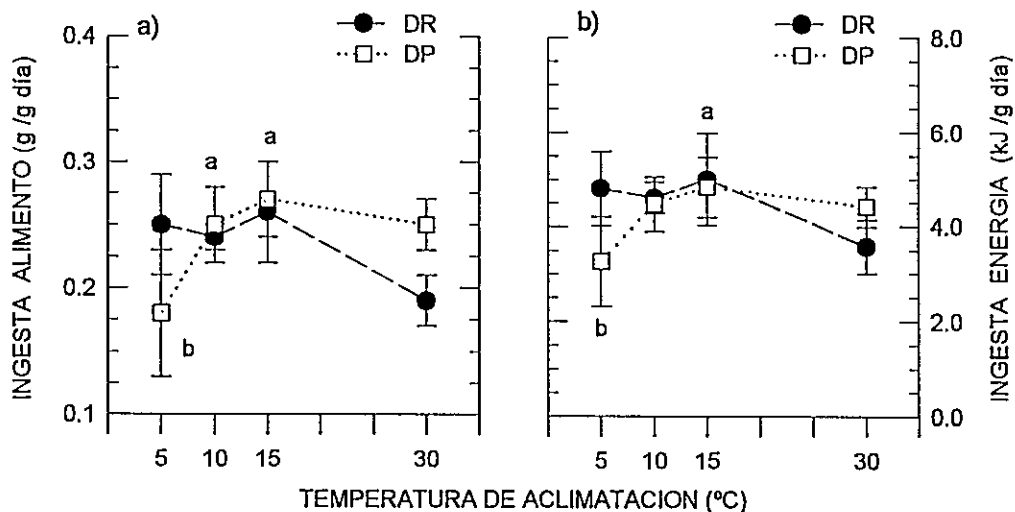 a)
DR
DP
INGESTA ALIMENTO (g /g día)
0.4
0.3
0.2
0.1
a
a
b
5 10 15 30
b)
DR
DP
INGESTA ENERGIA (kJ /g día)
8.0
6.0
4.0
2.0
0.0
a
b
5 10 15 30
TEMPERATURA DE ACLIMATACION (ºC)